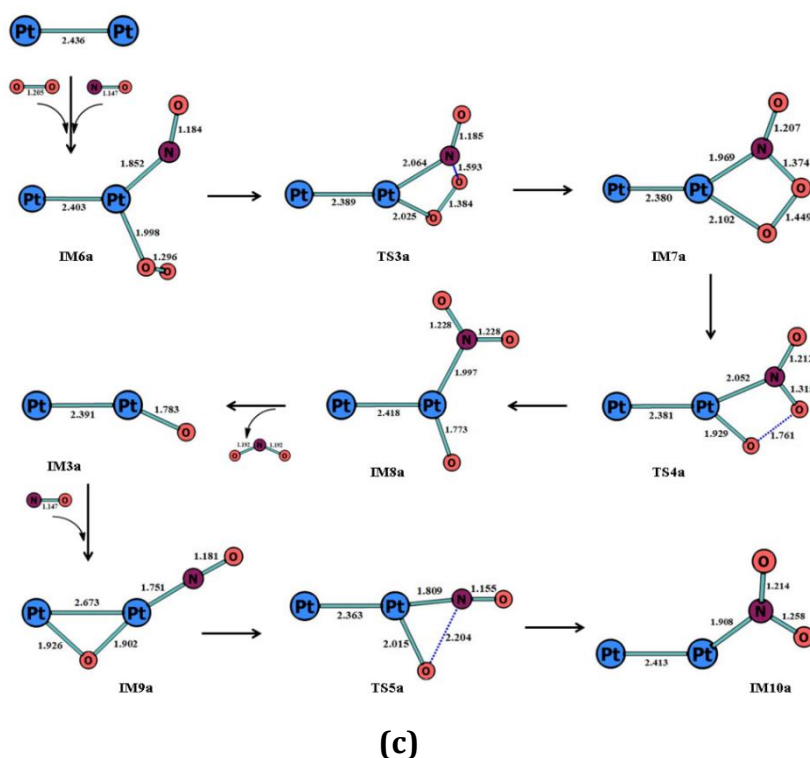 Pt Pt
2.436
O O N O
1.205 1.147
O
1.184
N
1.852
Pt Pt
2.403
1.998
1.296
O O
IM6a
O
1.185
N
2.064 1.593
O
Pt Pt
2.389
1.384
2.025
O
TS3a
O
1.207
N
1.374
1.969
Pt Pt O
2.380
1.449
2.102
O
IM7a
Pt Pt
2.391
1.783
O
IM3a
O
1.228
N 1.228 O
1.997
Pt Pt
2.418
1.773
O
IM8a
1.192 N 1.192
O O
O
N
2.052
Pt Pt O
2.381
1.929
1.761
O
TS4a
N O
1.147
1.181 O
N
1.751
2.673
Pt Pt
1.926 1.902
O
IM9a
1.809 1.155
Pt Pt N O
2.363
2.015 2.204
O
TS5a
O
1.214
N 1.258
1.908 O
Pt Pt
2.413
IM10a
(c)